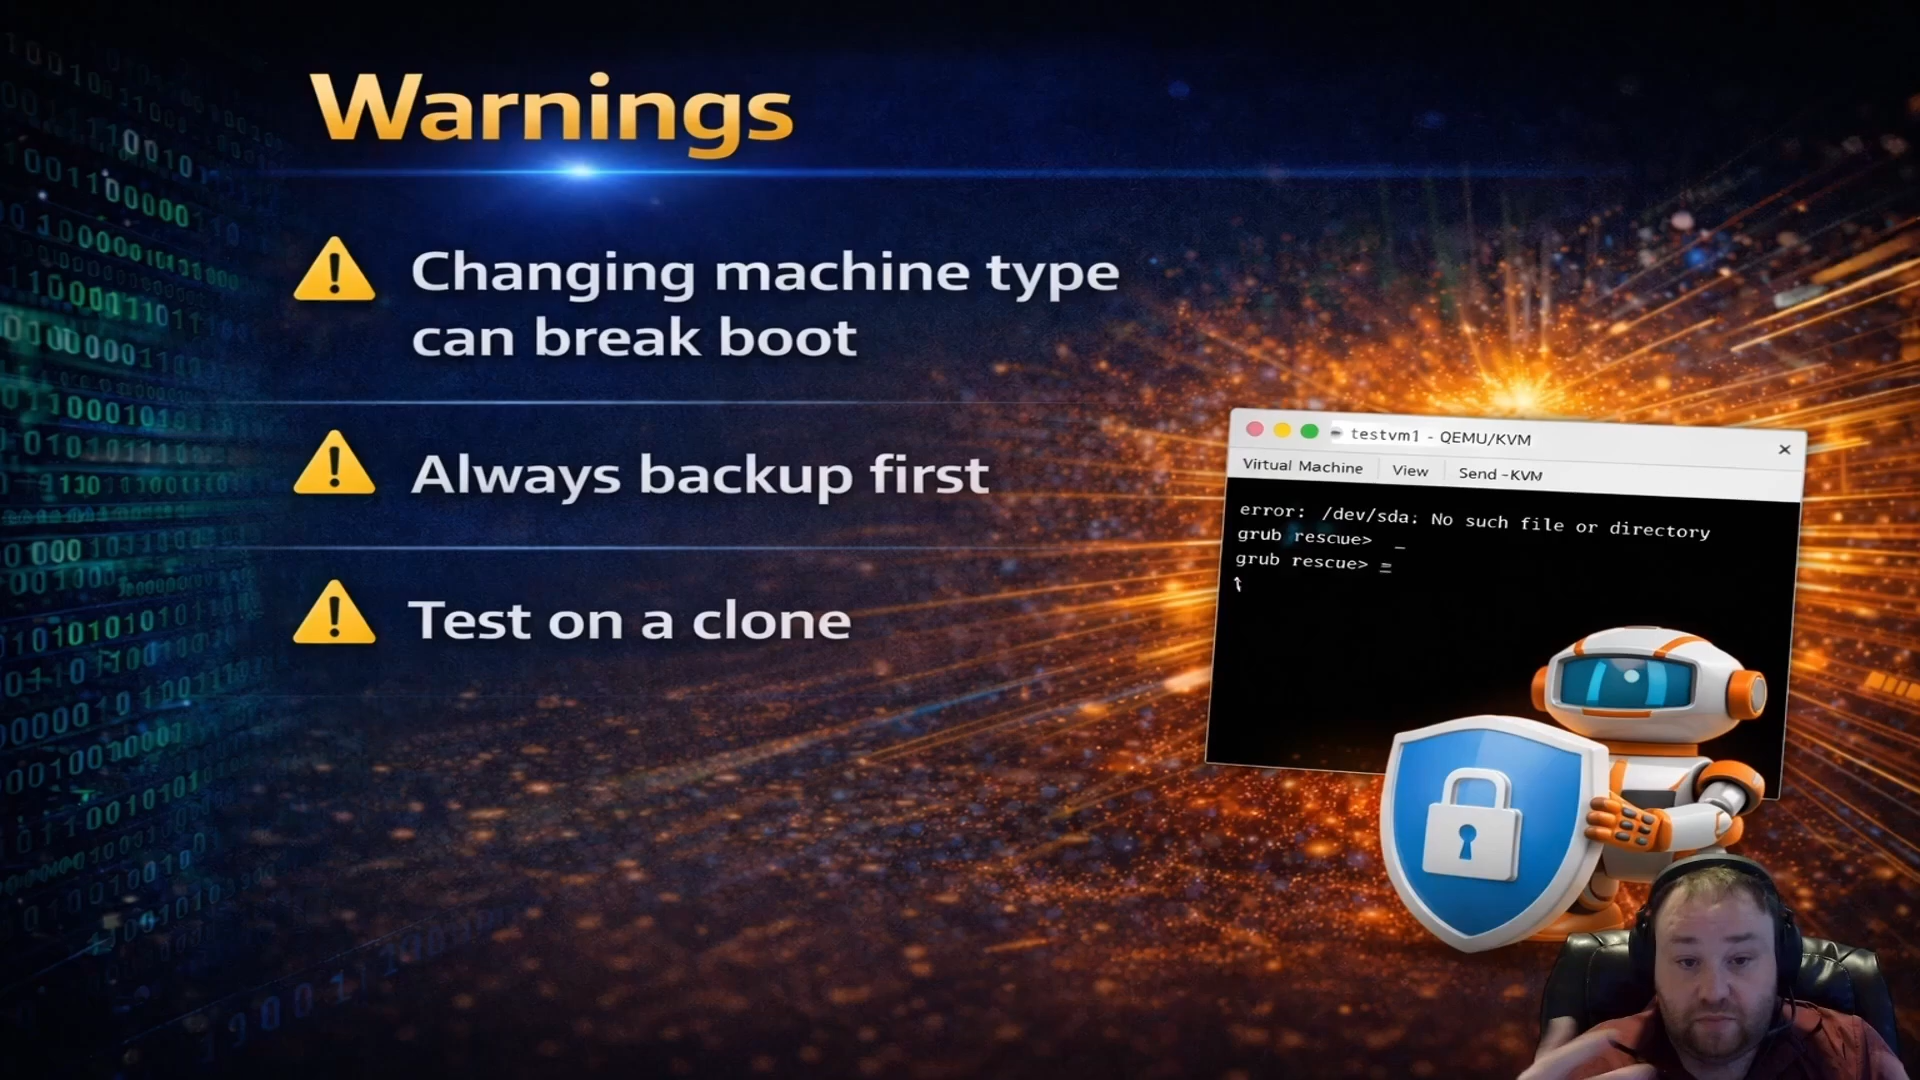 Warnings
Changing machine type
can break boot
Always backup first
Test on a clone
testvm1 - QEMU/KVM
Virtual Machine View Send -KVM
error: /dev/sda: No such file or directory
grub rescue> _
grub rescue> =